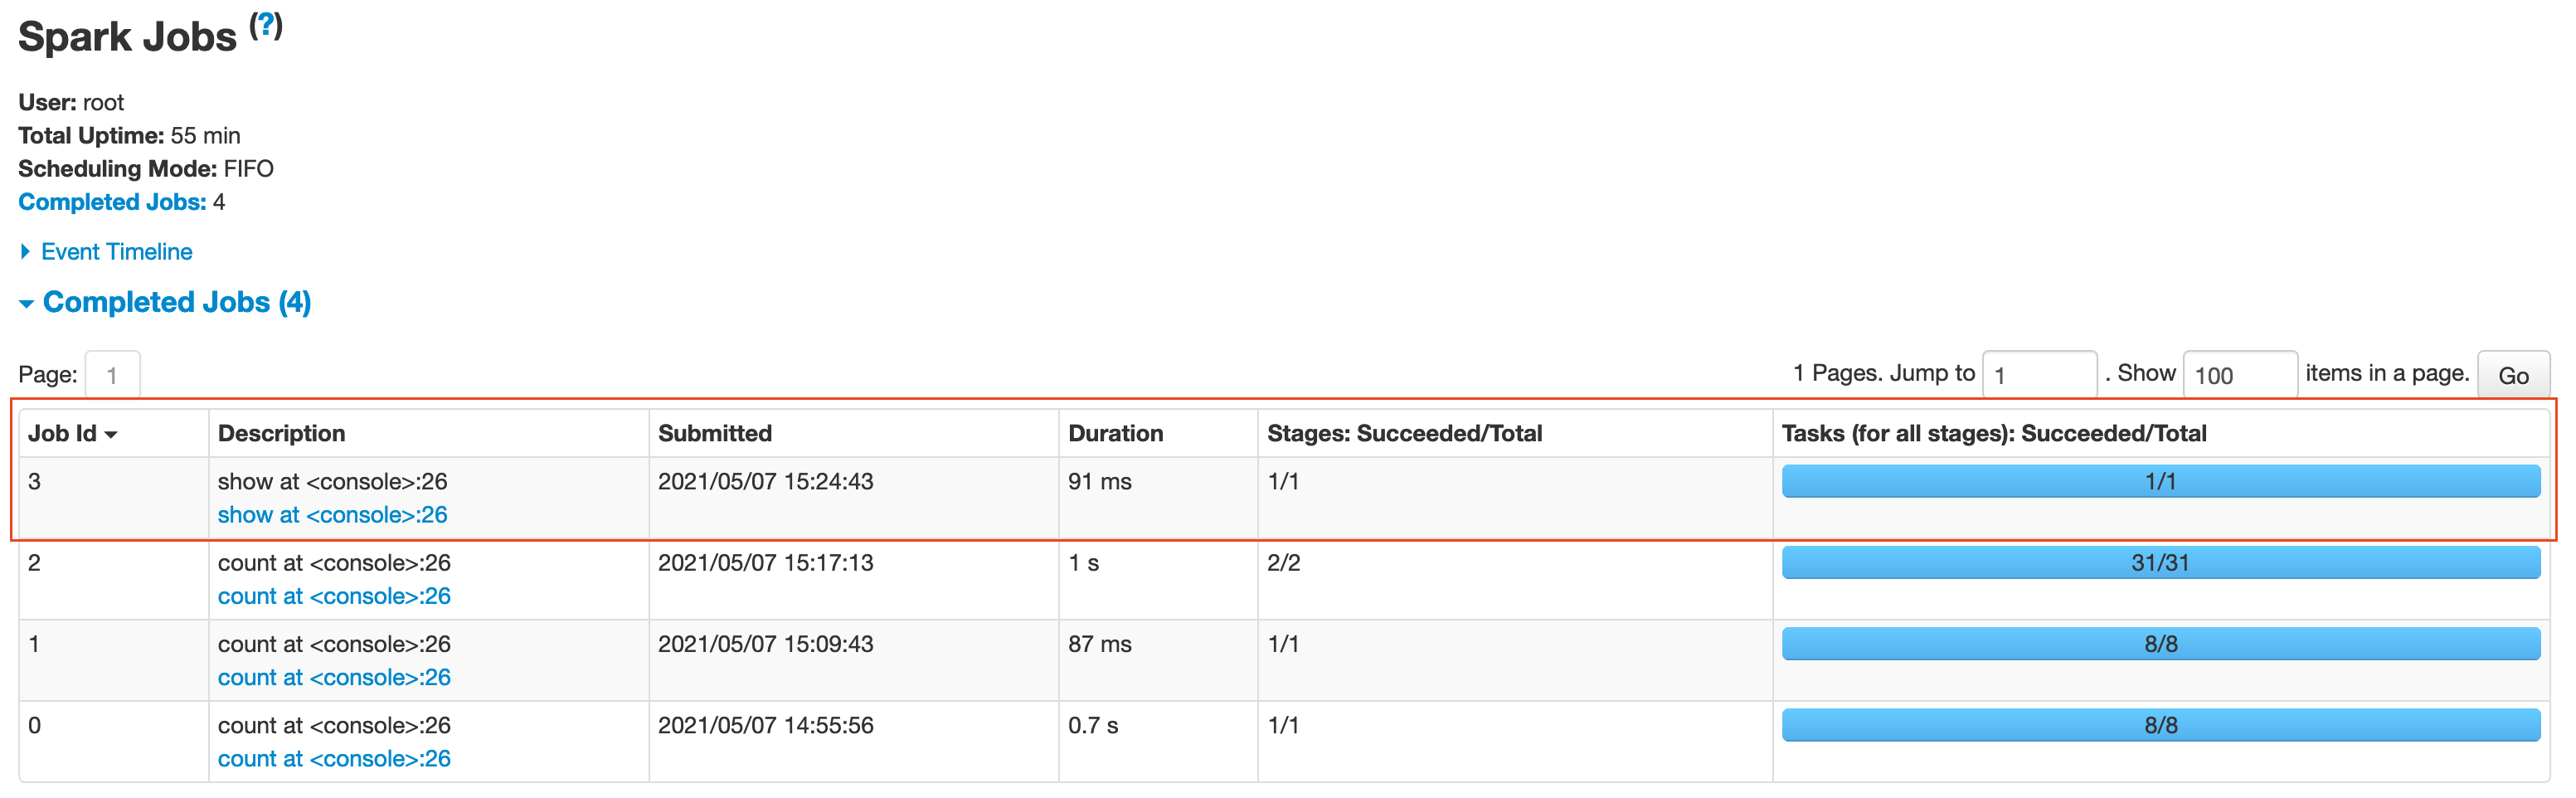 Spark Jobs (?)
User: root
Total Uptime: 55 min
Scheduling Mode: FIFO
Completed Jobs: 4
Event Timeline
Completed Jobs (4)
Page: 1 1 Pages. Jump to 1 . Show 100 items in a page. Go
Job Id Description Submitted Duration Stages: Succeeded/Total Tasks (for all stages): Succeeded/Total
3 show at <console>:26 2021/05/07 15:24:43 91 ms 1/1 1/1
show at <console>:26
2 count at <console>:26 2021/05/07 15:17:13 1 s 2/2 31/31
count at <console>:26
1 count at <console>:26 2021/05/07 15:09:43 87 ms 1/1 8/8
count at <console>:26
0 count at <console>:26 2021/05/07 14:55:56 0.7 s 1/1 8/8
count at <console>:26